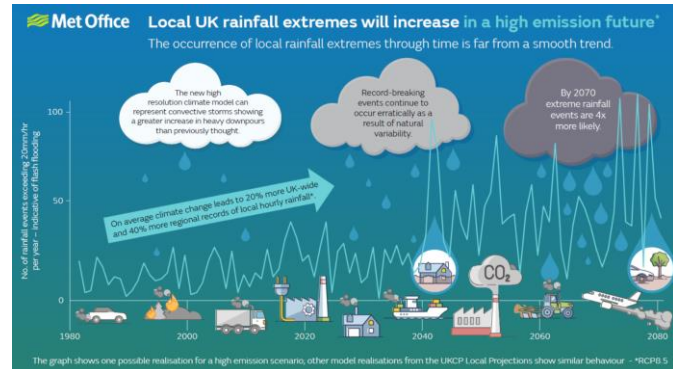 Met Office
Local UK rainfall extremes will increase in a high emission future*
The occurrence of local rainfall extremes through time is far from a smooth trend.
The new high
resolution climate model can
represent convective storms showing
a greater increase in heavy downpours
than previously thought.
Record-breaking
events continue to
occur erratically as a
result of natural
variability.
By 2070
extreme rainfall
events are 4x
more likely.
No. of rainfall events exceeding 20mm/hr
per year – indicative of flash flooding
100
50
0
On average climate change leads to 20% more UK-wide
and 40% more regional records of local hourly rainfall*.
CO2
1980
2000
2020
2040
2060
2080
The graph shows one possible realisation for a high emission scenario, other model realisations from the UKCP Local Projections show similar behaviour - *RCP8.5